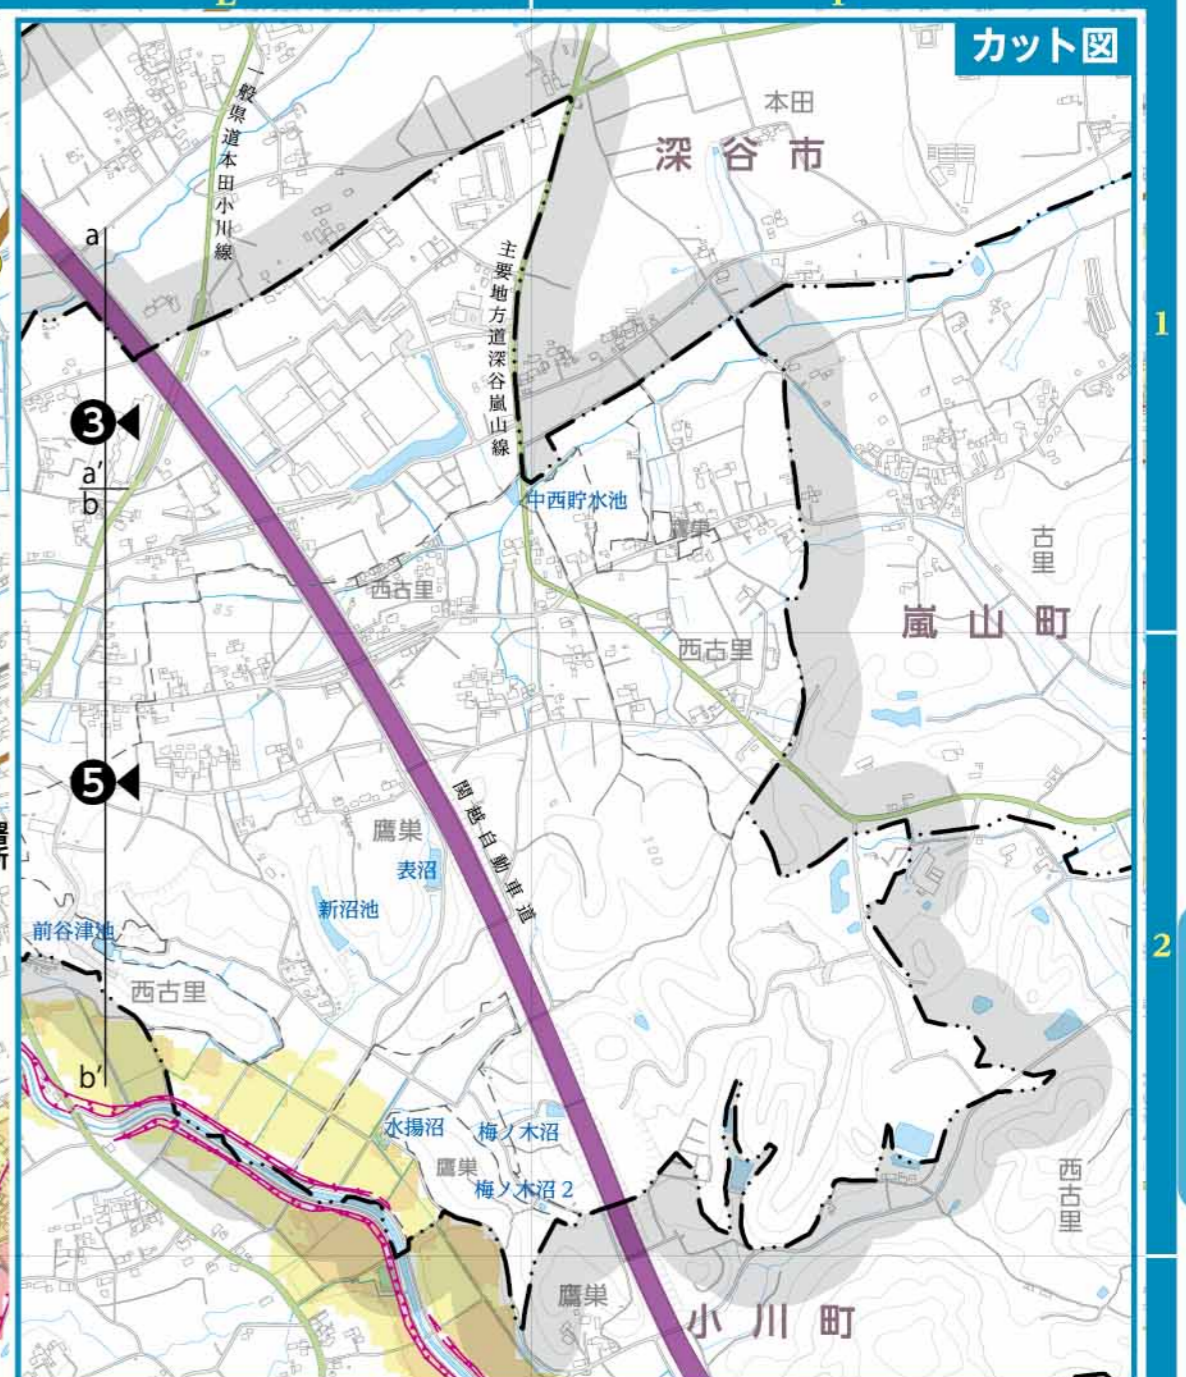 カット図
一般県道本田小川線
本田
深谷市
a
主要地方道深谷嵐山線
1
3
a'
b
中西貯水池
鷹巣
古里
西古里
85
嵐山町
西古里
5
関越自動車道
鷹巣
表沼
100
新沼池
前谷津池
2
西古里
b'
水揚沼
梅ノ木沼
鷹巣
梅ノ木沼2
西古里
鷹巣
小川町